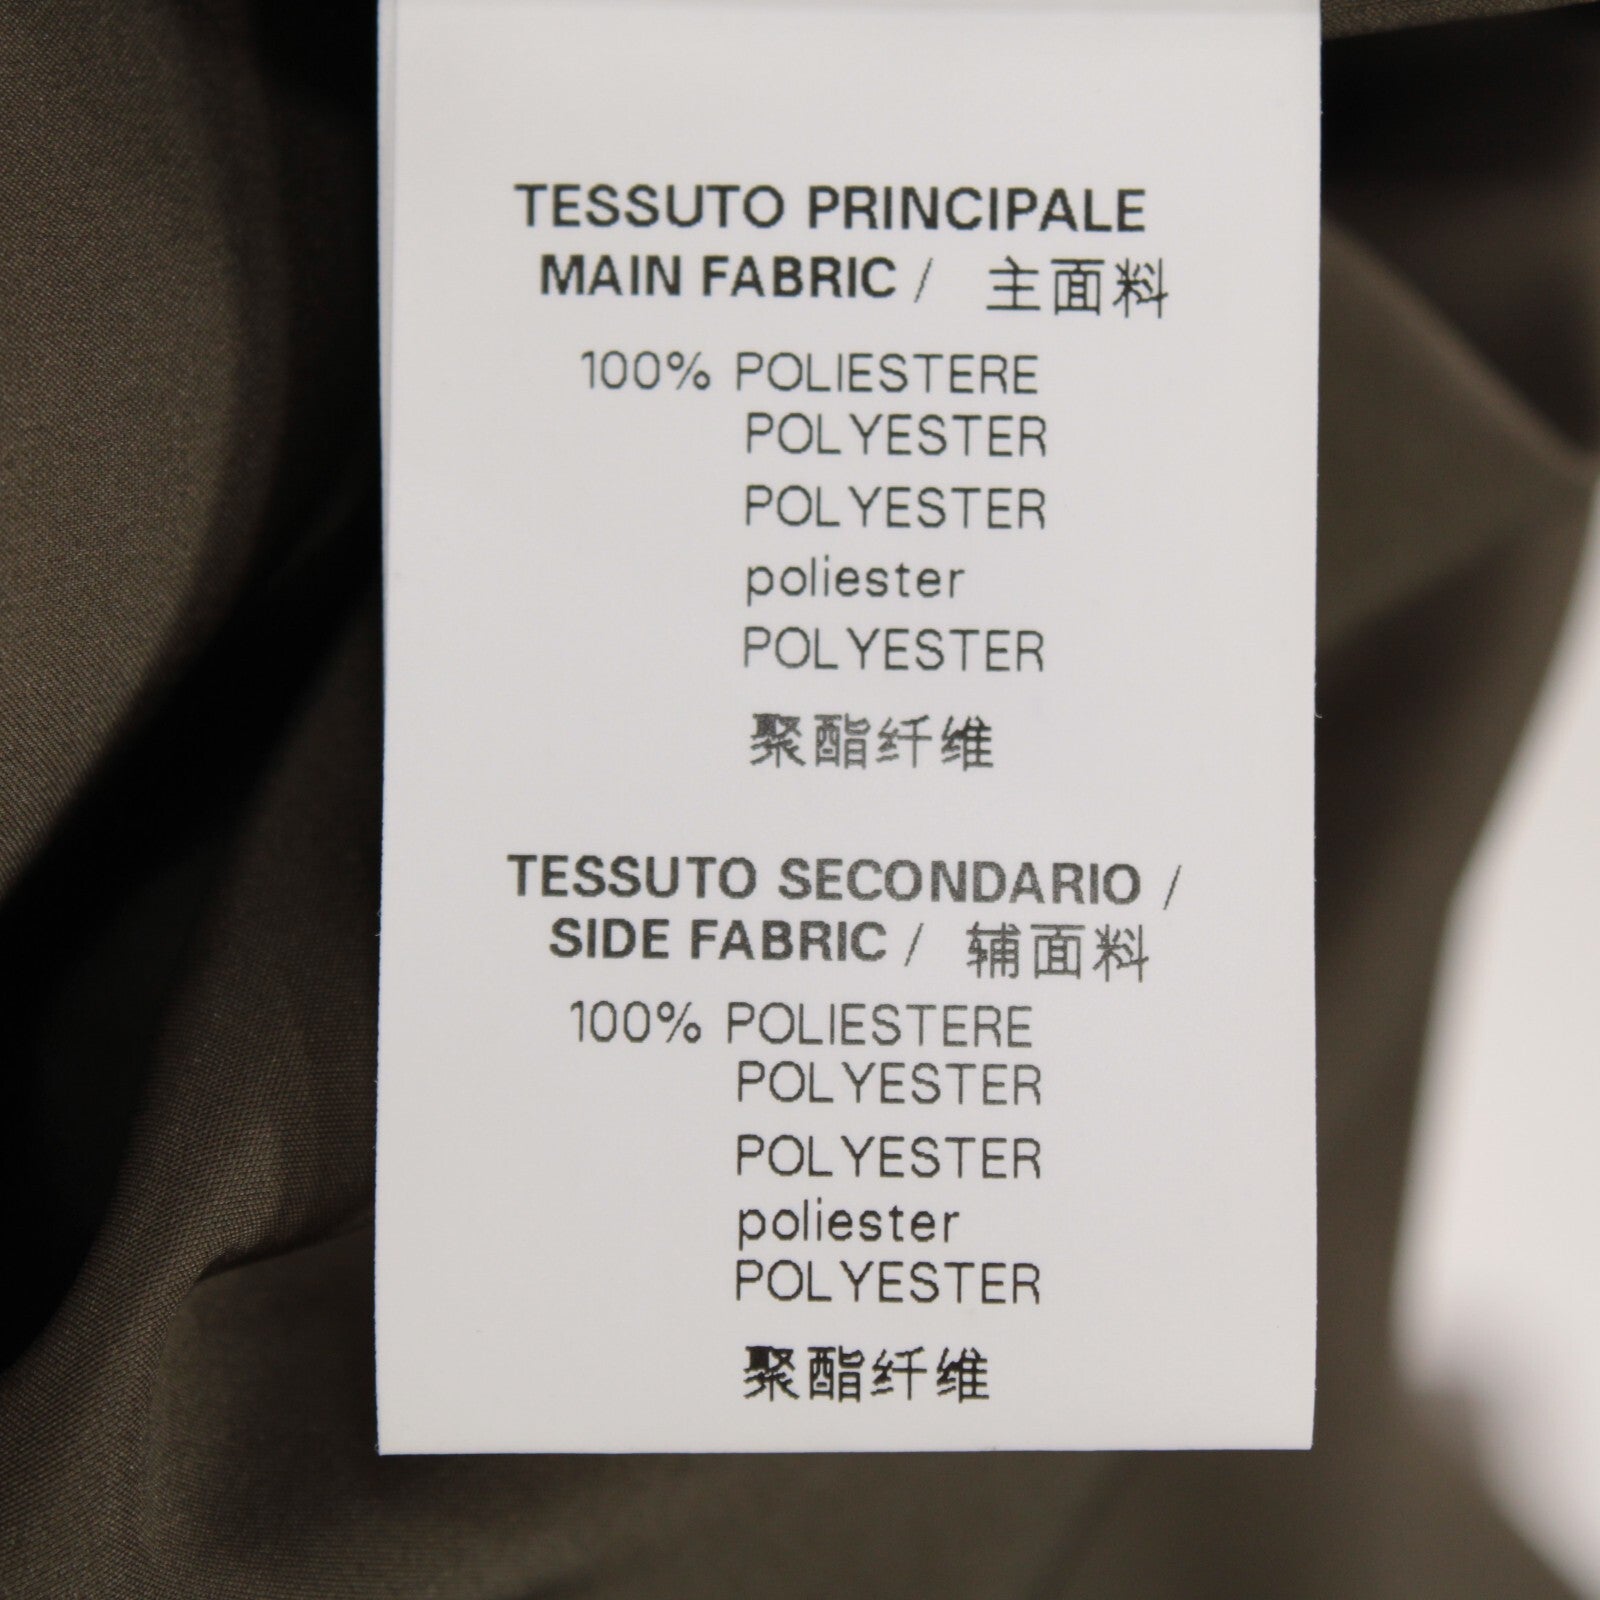 TESSUTO PRINCIPALE
MAIN FABRIC / 主面料
100% POLIESTERE
POLYESTER
POLYESTER
poliester
POLYESTER
聚酯纤维
TESSUTO SECONDARIO /
SIDE FABRIC / 辅面料
100% POLIESTERE
POLYESTER
POLYESTER
poliester
POLYESTER
聚酯纤维